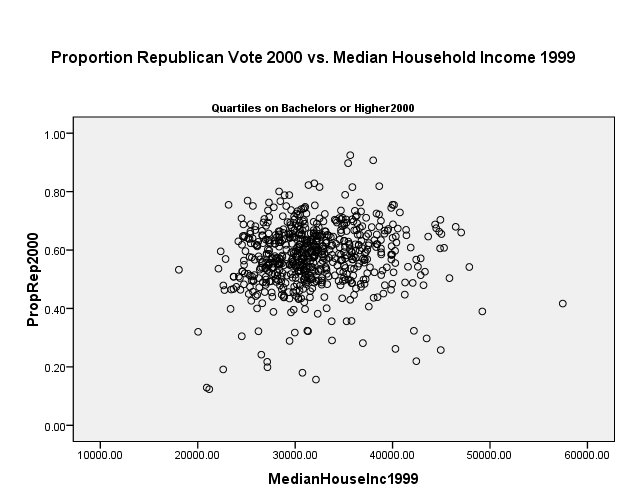 Proportion Republican Vote 2000 vs. Median Household Income 1999
Quartiles on Bachelors or Higher2000
1.00
0.80
0.60
0.40
0.20
0.00
PropRep2000
10000.00 20000.00 30000.00 40000.00 50000.00 60000.00
MedianHouseInc1999